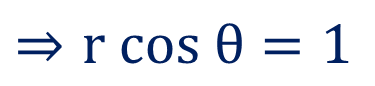 ⇒ r cos θ = 1